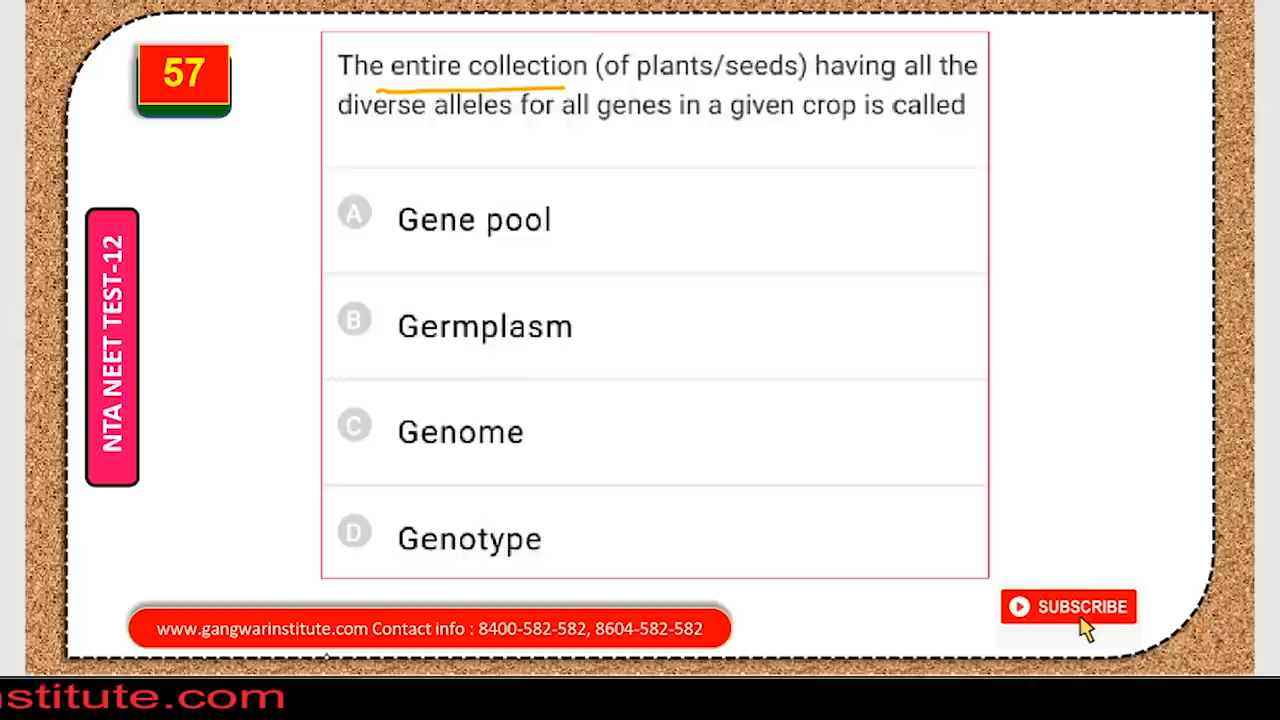 57
The entire collection (of plants/seeds) having all the
diverse alleles for all genes in a given crop is called
A Gene pool
B Germplasm
C Genome
D Genotype
NTA NEET TEST-12
www.gangwarinstitute.com Contact info : 8400-582-582, 8604-582-582
SUBSCRIBE
nstitute.com